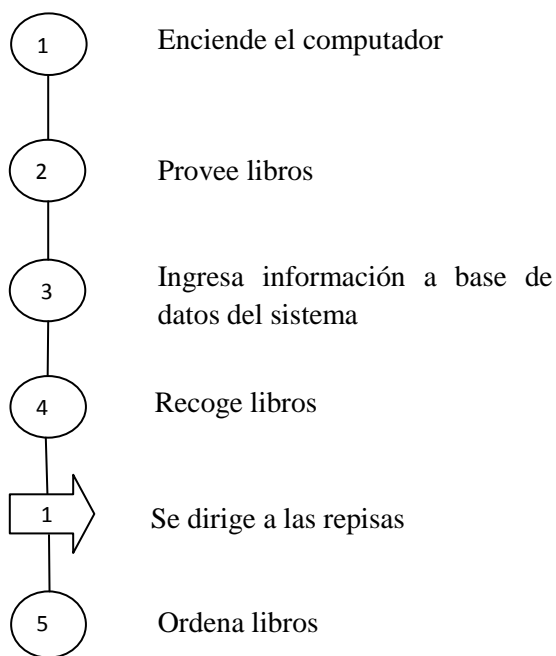 1 Enciende el computador
2 Provee libros
3 Ingresa información a base de
datos del sistema
4 Recoge libros
1 Se dirige a las repisas
5 Ordena libros